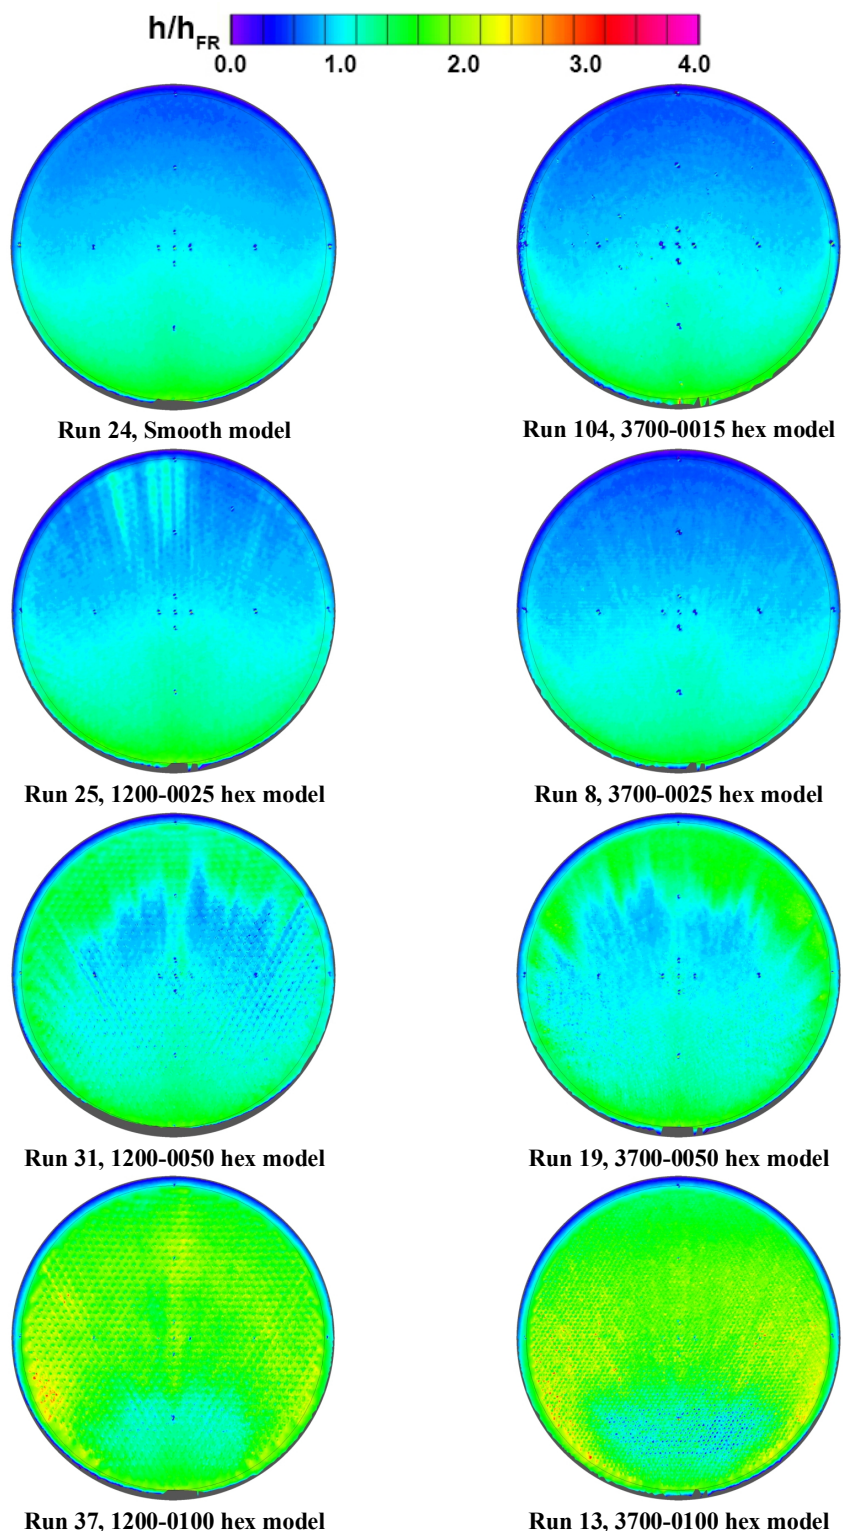 h/hFR
0.0 1.0 2.0 3.0 4.0
Run 24, Smooth model
Run 104, 3700-0015 hex model
Run 25, 1200-0025 hex model
Run 8, 3700-0025 hex model
Run 31, 1200-0050 hex model
Run 19, 3700-0050 hex model
Run 37, 1200-0100 hex model
Run 13, 3700-0100 hex model